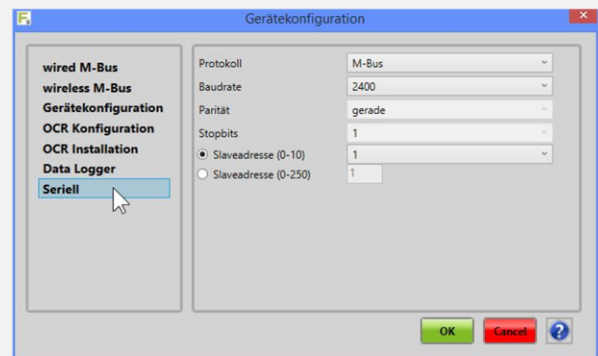 F.
Gerätekonfiguration
wired M-Bus
wireless M-Bus
Gerätekonfiguration
OCR Konfiguration
OCR Installation
Data Logger
Seriell
Protokoll M-Bus
Baudrate 2400
Parität gerade
Stopbits 1
Slaveadresse (0-10) 1
Slaveadresse (0-250) 1
OK Cancel ?